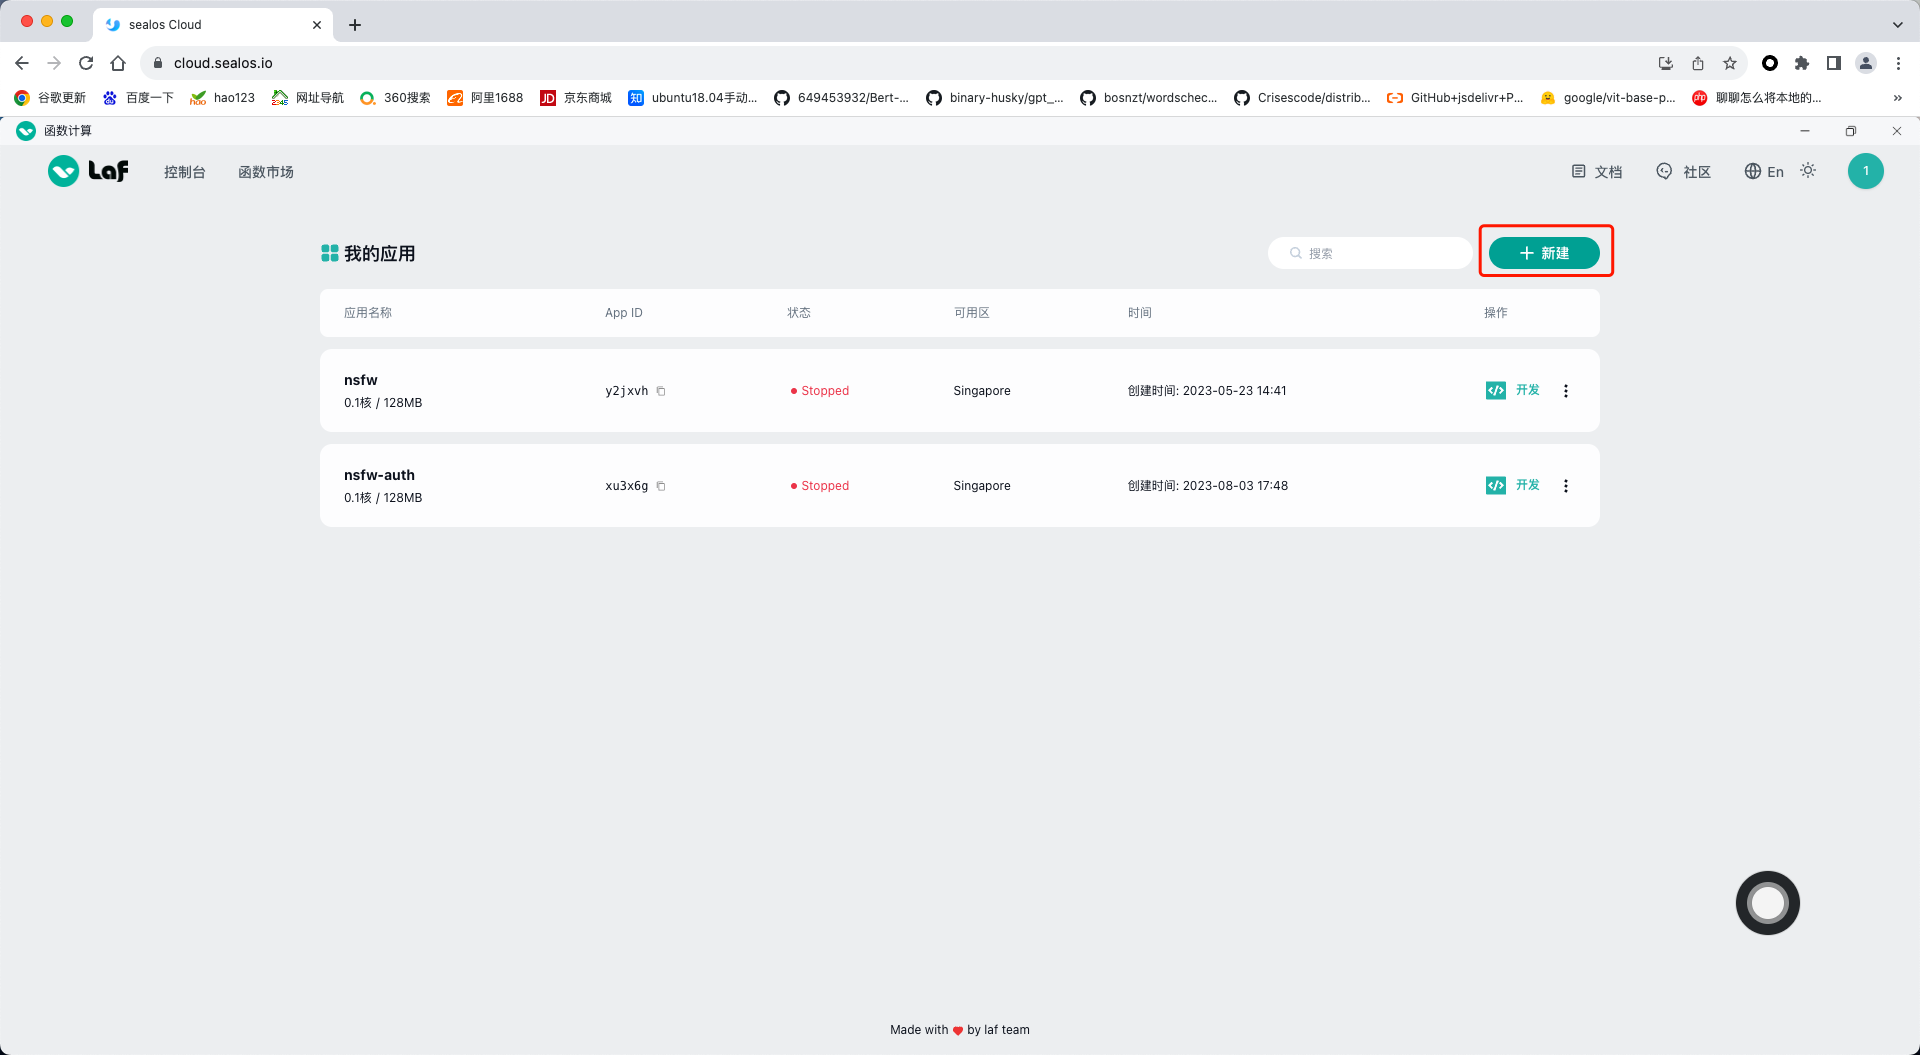 sealos Cloud
cloud.sealos.io
谷歌更新 百度一下 hao123 网址导航 360搜索 阿里1688 京东商城 ubuntu18.04手动... 649453932/Bert-... binary-husky/gpt_... bosnzt/wordschec... Crisescode/distrib... GitHub+jsdelivr+P... google/vit-base-p... 聊聊怎么将本地的... »
函数计算
Laf 控制台 函数市场 文档 社区 En 1
我的应用 搜索 新建
应用名称 App ID 状态 可用区 时间 操作
nsfw
0.1核 / 128MB y2jxvh Stopped Singapore 创建时间: 2023-05-23 14:41 开发
nsfw-auth
0.1核 / 128MB xu3x6g Stopped Singapore 创建时间: 2023-08-03 17:48 开发
Made with by laf team